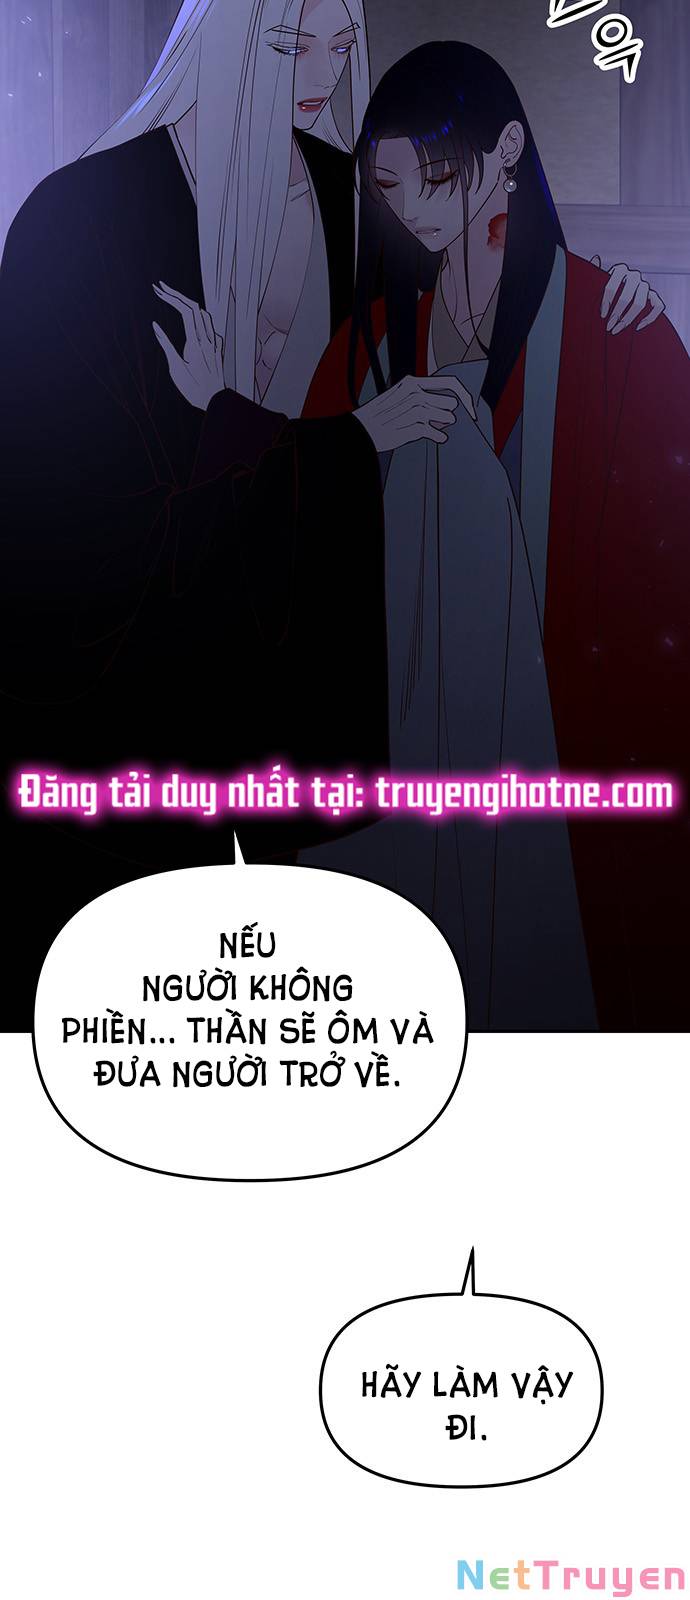 Đăng tải duy nhất tại: truyengihotne.com
NẾU
NGƯỜI KHÔNG
PHIỀN... THẦN SẼ ÔM VÀ
ĐƯA NGƯỜI TRỞ VỀ.
HÃY LÀM VẬY
ĐI.
NetTruyen